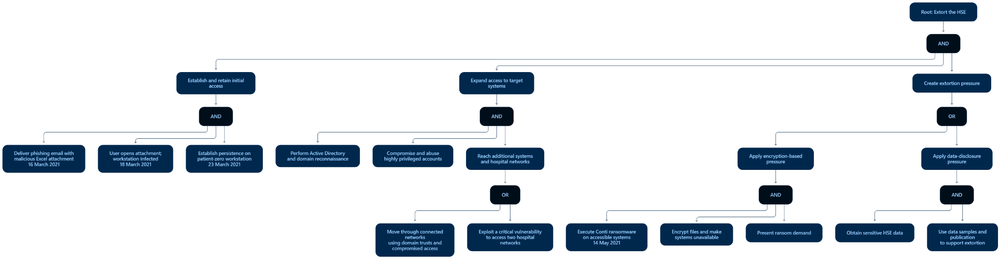 Root: Extort the HSE
AND
Establish and retain initial
access
Expand access to target
systems
Create extortion pressure
AND
AND
OR
Deliver phishing email with
malicious Excel attachment
16 March 2021
User opens attachment;
workstation infected
18 March 2021
Establish persistence on
patient-zero workstation
23 March 2021
Perform Active Directory
and domain reconnaissance
Compromise and abuse
highly privileged accounts
Reach additional systems
and hospital networks
Apply encryption-based
pressure
Apply data-disclosure
pressure
OR
AND
AND
Move through connected
networks
using domain trusts and
compromised access
Exploit a critical vulnerability
to access two hospital
networks
Execute Conti ransomware
on accessible systems
14 May 2021
Encrypt files and make
systems unavailable
Present ransom demand
Obtain sensitive HSE data
Use data samples and
publication
to support extortion